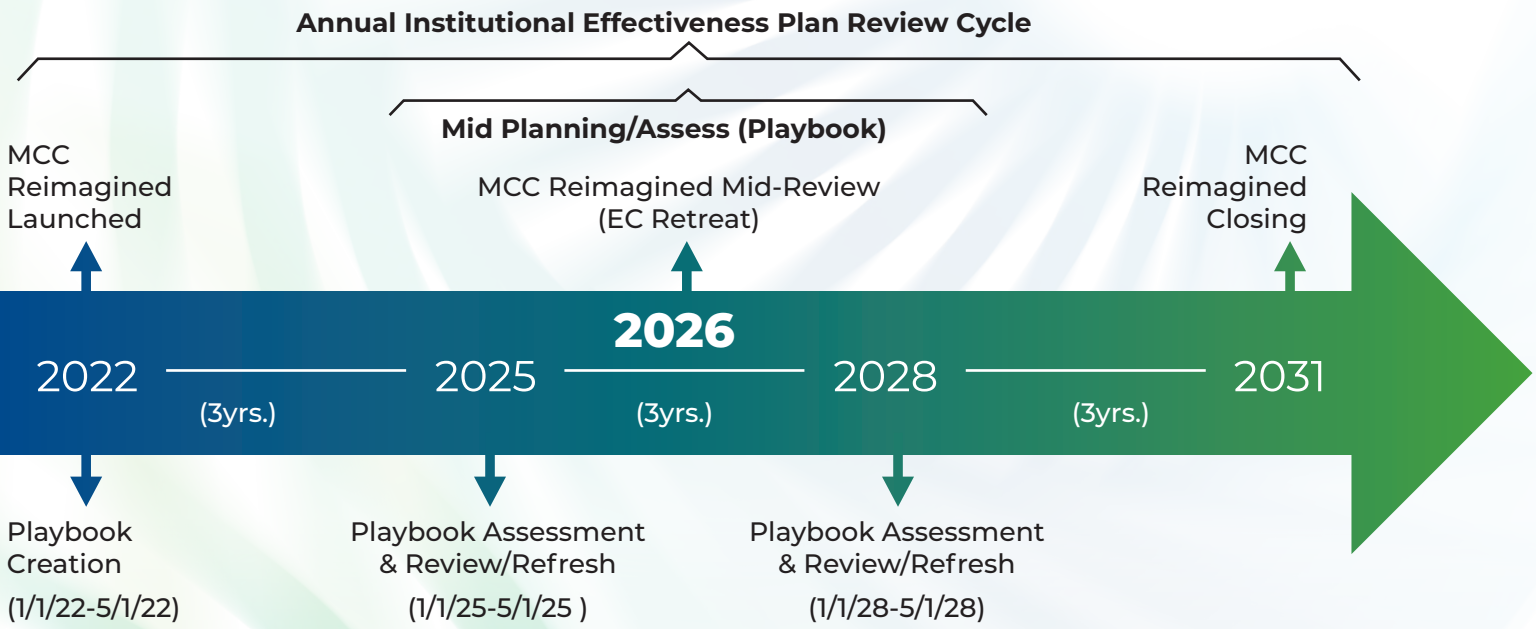 Annual Institutional Effectiveness Plan Review Cycle
Mid Planning/Assess (Playbook)
MCC
Reimagined
Launched
MCC Reimagined Mid-Review
(EC Retreat)
MCC
Reimagined
Closing
2026
2022
2025
2028
2031
(3yrs.)
(3yrs.)
(3yrs.)
Playbook
Creation
(1/1/22-5/1/22)
Playbook Assessment
& Review/Refresh
(1/1/25-5/1/25 )
Playbook Assessment
& Review/Refresh
(1/1/28-5/1/28)